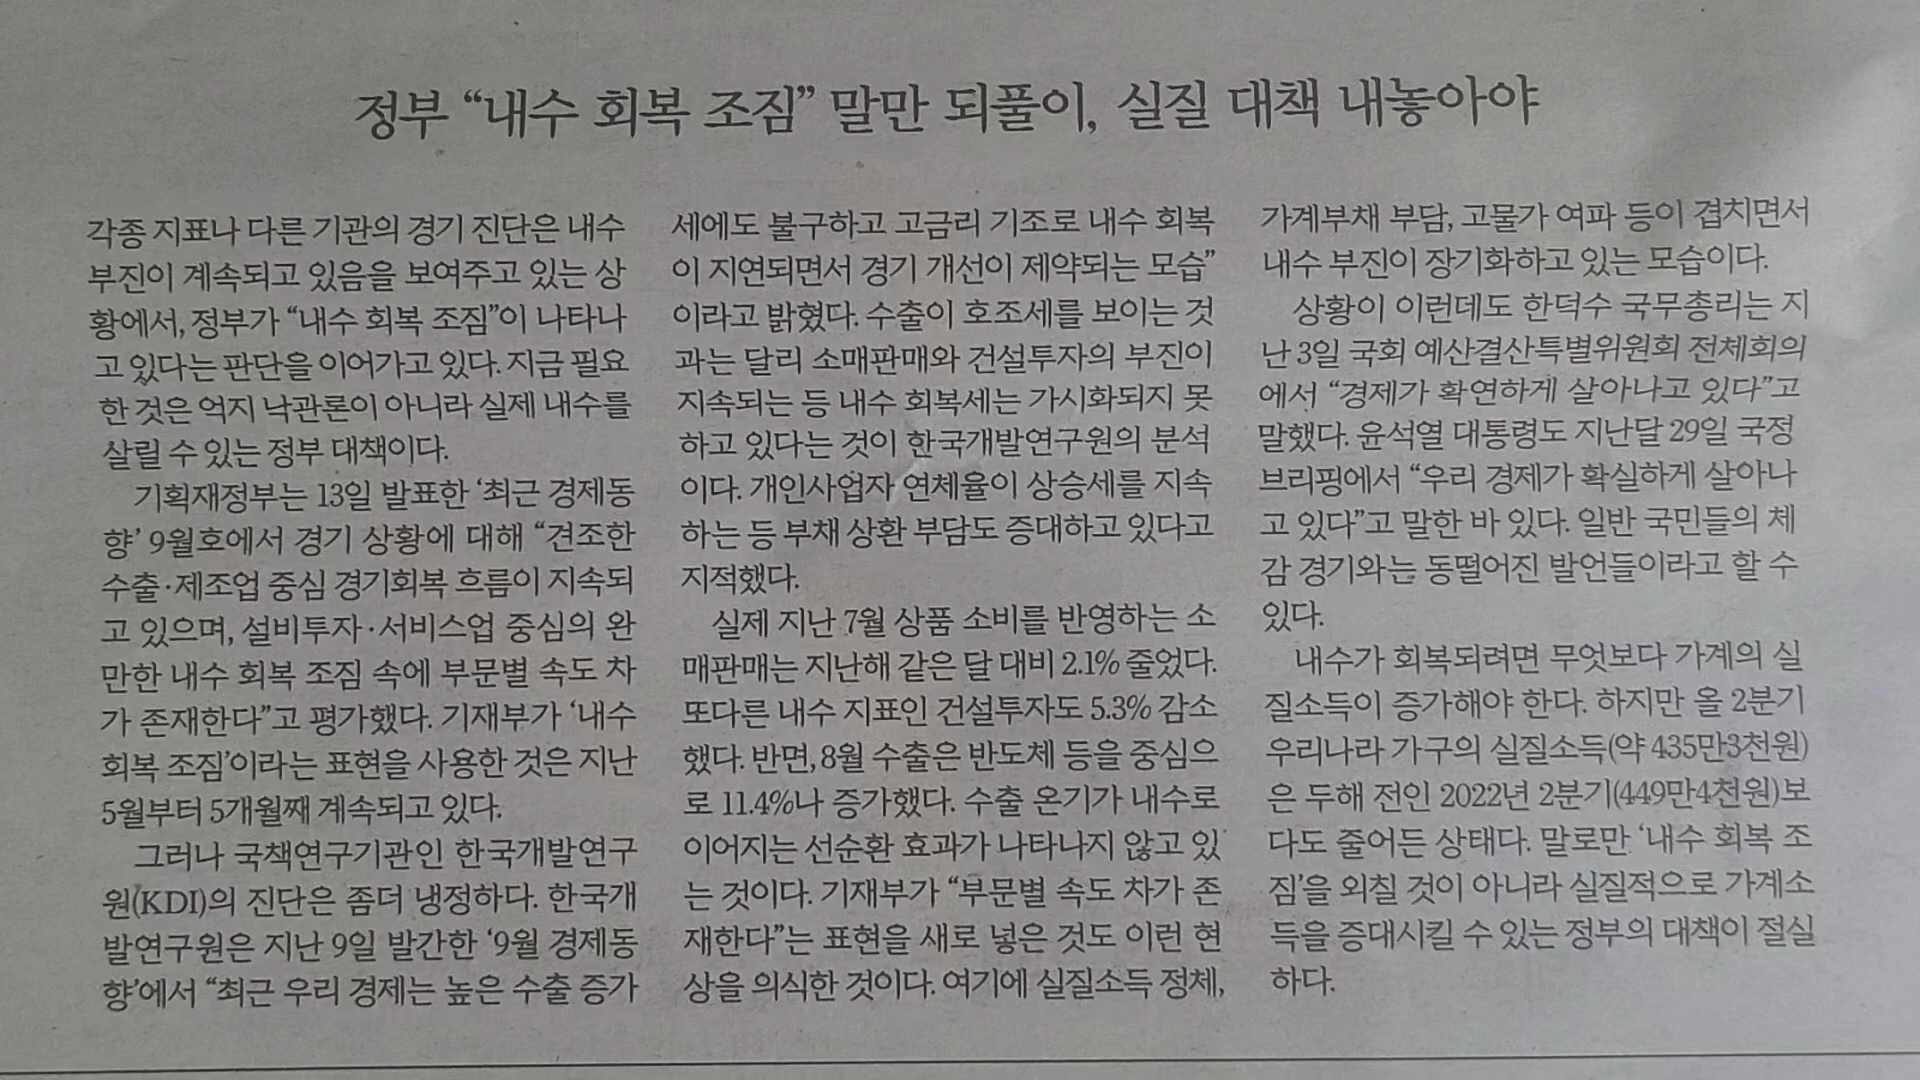 정부 “내수 회복 조짐” 말만 되풀이, 실질 대책 내놓아야
각종 지표나 다른 기관의 경기 진단은 내수
부진이 계속되고 있음을 보여주고 있는 상
황에서, 정부가 “내수 회복 조짐”이 나타나
고 있다는 판단을 이어가고 있다. 지금 필요
한 것은 억지 낙관론이 아니라 실제 내수를
살릴 수 있는 정부 대책이다.
기획재정부는 13일 발표한 ‘최근 경제동
향’ 9월호에서 경기 상황에 대해 “견조한
수출·제조업 중심 경기회복 흐름이 지속되
고 있으며, 설비투자·서비스업 중심의 완
만한 내수 회복 조짐 속에 부문별 속도 차
가 존재한다”고 평가했다. 기재부가 ‘내수
회복 조짐’이라는 표현을 사용한 것은 지난
5월부터 5개월째 계속되고 있다.
그러나 국책연구기관인 한국개발연구
원(KDI)의 진단은 좀더 냉정하다. 한국개
발연구원은 지난 9일 발간한 ‘9월 경제동
향’에서 “최근 우리 경제는 높은 수출 증가
세에도 불구하고 고금리 기조로 내수 회복
이 지연되면서 경기 개선이 제약되는 모습”
이라고 밝혔다. 수출이 호조세를 보이는 것
과는 달리 소매판매와 건설투자의 부진이
지속되는 등 내수 회복세는 가시화되지 못
하고 있다는 것이 한국개발연구원의 분석
이다. 개인사업자 연체율이 상승세를 지속
하는 등 부채 상환 부담도 증대하고 있다고
지적했다.
실제 지난 7월 상품 소비를 반영하는 소
매판매는 지난해 같은 달 대비 2.1% 줄었다.
또다른 내수 지표인 건설투자도 5.3% 감소
했다. 반면, 8월 수출은 반도체 등을 중심으
로 11.4%나 증가했다. 수출 온기가 내수로
이어지는 선순환 효과가 나타나지 않고 있
는 것이다. 기재부가 “부문별 속도 차가 존
재한다”는 표현을 새로 넣은 것도 이런 현
상을 의식한 것이다. 여기에 실질소득 정체,
가계부채 부담, 고물가 여파 등이 겹치면서
내수 부진이 장기화하고 있는 모습이다.
상황이 이런데도 한덕수 국무총리는 지
난 3일 국회 예산결산특별위원회 전체회의
에서 “경제가 확연하게 살아나고 있다”고
말했다. 윤석열 대통령도 지난달 29일 국정
브리핑에서 “우리 경제가 확실하게 살아나
고 있다”고 말한 바 있다. 일반 국민들의 체
감 경기와는 동떨어진 발언들이라고 할 수
있다.
내수가 회복되려면 무엇보다 가계의 실
질소득이 증가해야 한다. 하지만 올 2분기
우리나라 가구의 실질소득(약 435만3천원)
은 두해 전인 2022년 2분기(449만4천원)보
다도 줄어든 상태다. 말로만 ‘내수 회복 조
짐’을 외칠 것이 아니라 실질적으로 가계소
득을 증대시킬 수 있는 정부의 대책이 절실
하다.